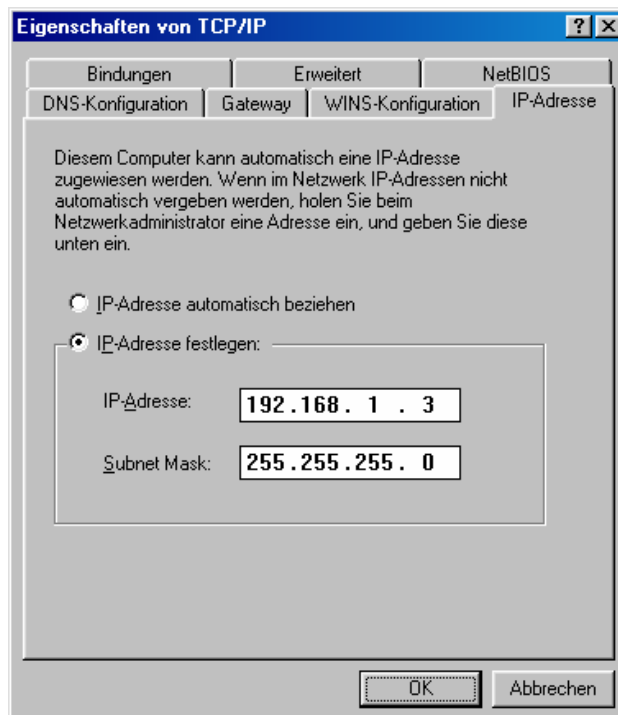 Eigenschaften von TCP/IP
Bindungen Erweitert NetBIOS
DNS-Konfiguration Gateway WINS-Konfiguration IP-Adresse
Diesem Computer kann automatisch eine IP-Adresse
zugewiesen werden. Wenn im Netzwerk IP-Adressen nicht
automatisch vergeben werden, holen Sie beim
Netzwerkadministrator eine Adresse ein, und geben Sie diese
unten ein.
IP-Adresse automatisch beziehen
IP-Adresse festlegen:
IP-Adresse: 192.168. 1 . 3
Subnet Mask: 255.255.255. 0
OK Abbrechen